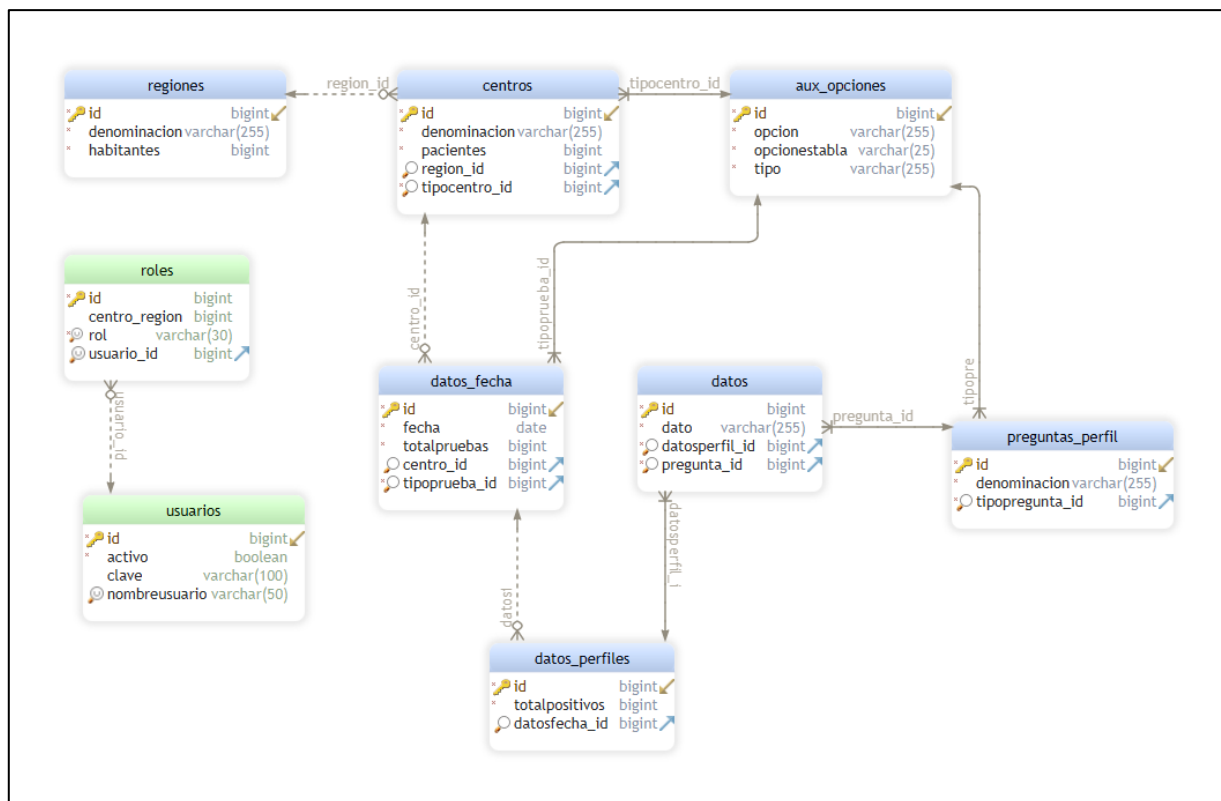 regiones
id bigint
denominacion varchar(255)
habitantes bigint
region_id
centros
id bigint
denominacion varchar(255)
pacientes bigint
region_id bigint
tipocentro_id bigint
tipocentro_id
aux_opciones
id bigint
opcion varchar(255)
opcionestabla varchar(25)
tipo varchar(255)
roles
id bigint
centro_region bigint
rol varchar(30)
usuario_id bigint
usuario_id
centro_id
tipoprueba_id
tipopre
datos_fecha
id bigint
fecha date
totalpruebas bigint
centro_id bigint
tipoprueba_id bigint
datos
id bigint
dato varchar(255)
datosperfil_id bigint
pregunta_id bigint
pregunta_id
preguntas_perfil
id bigint
denominacion varchar(255)
tipopregunta_id bigint
usuarios
id bigint
activo boolean
clave varchar(100)
nombreusuario varchar(50)
datosf
datosperfil_i
datos_perfiles
id bigint
totalpositivos bigint
datosfecha_id bigint